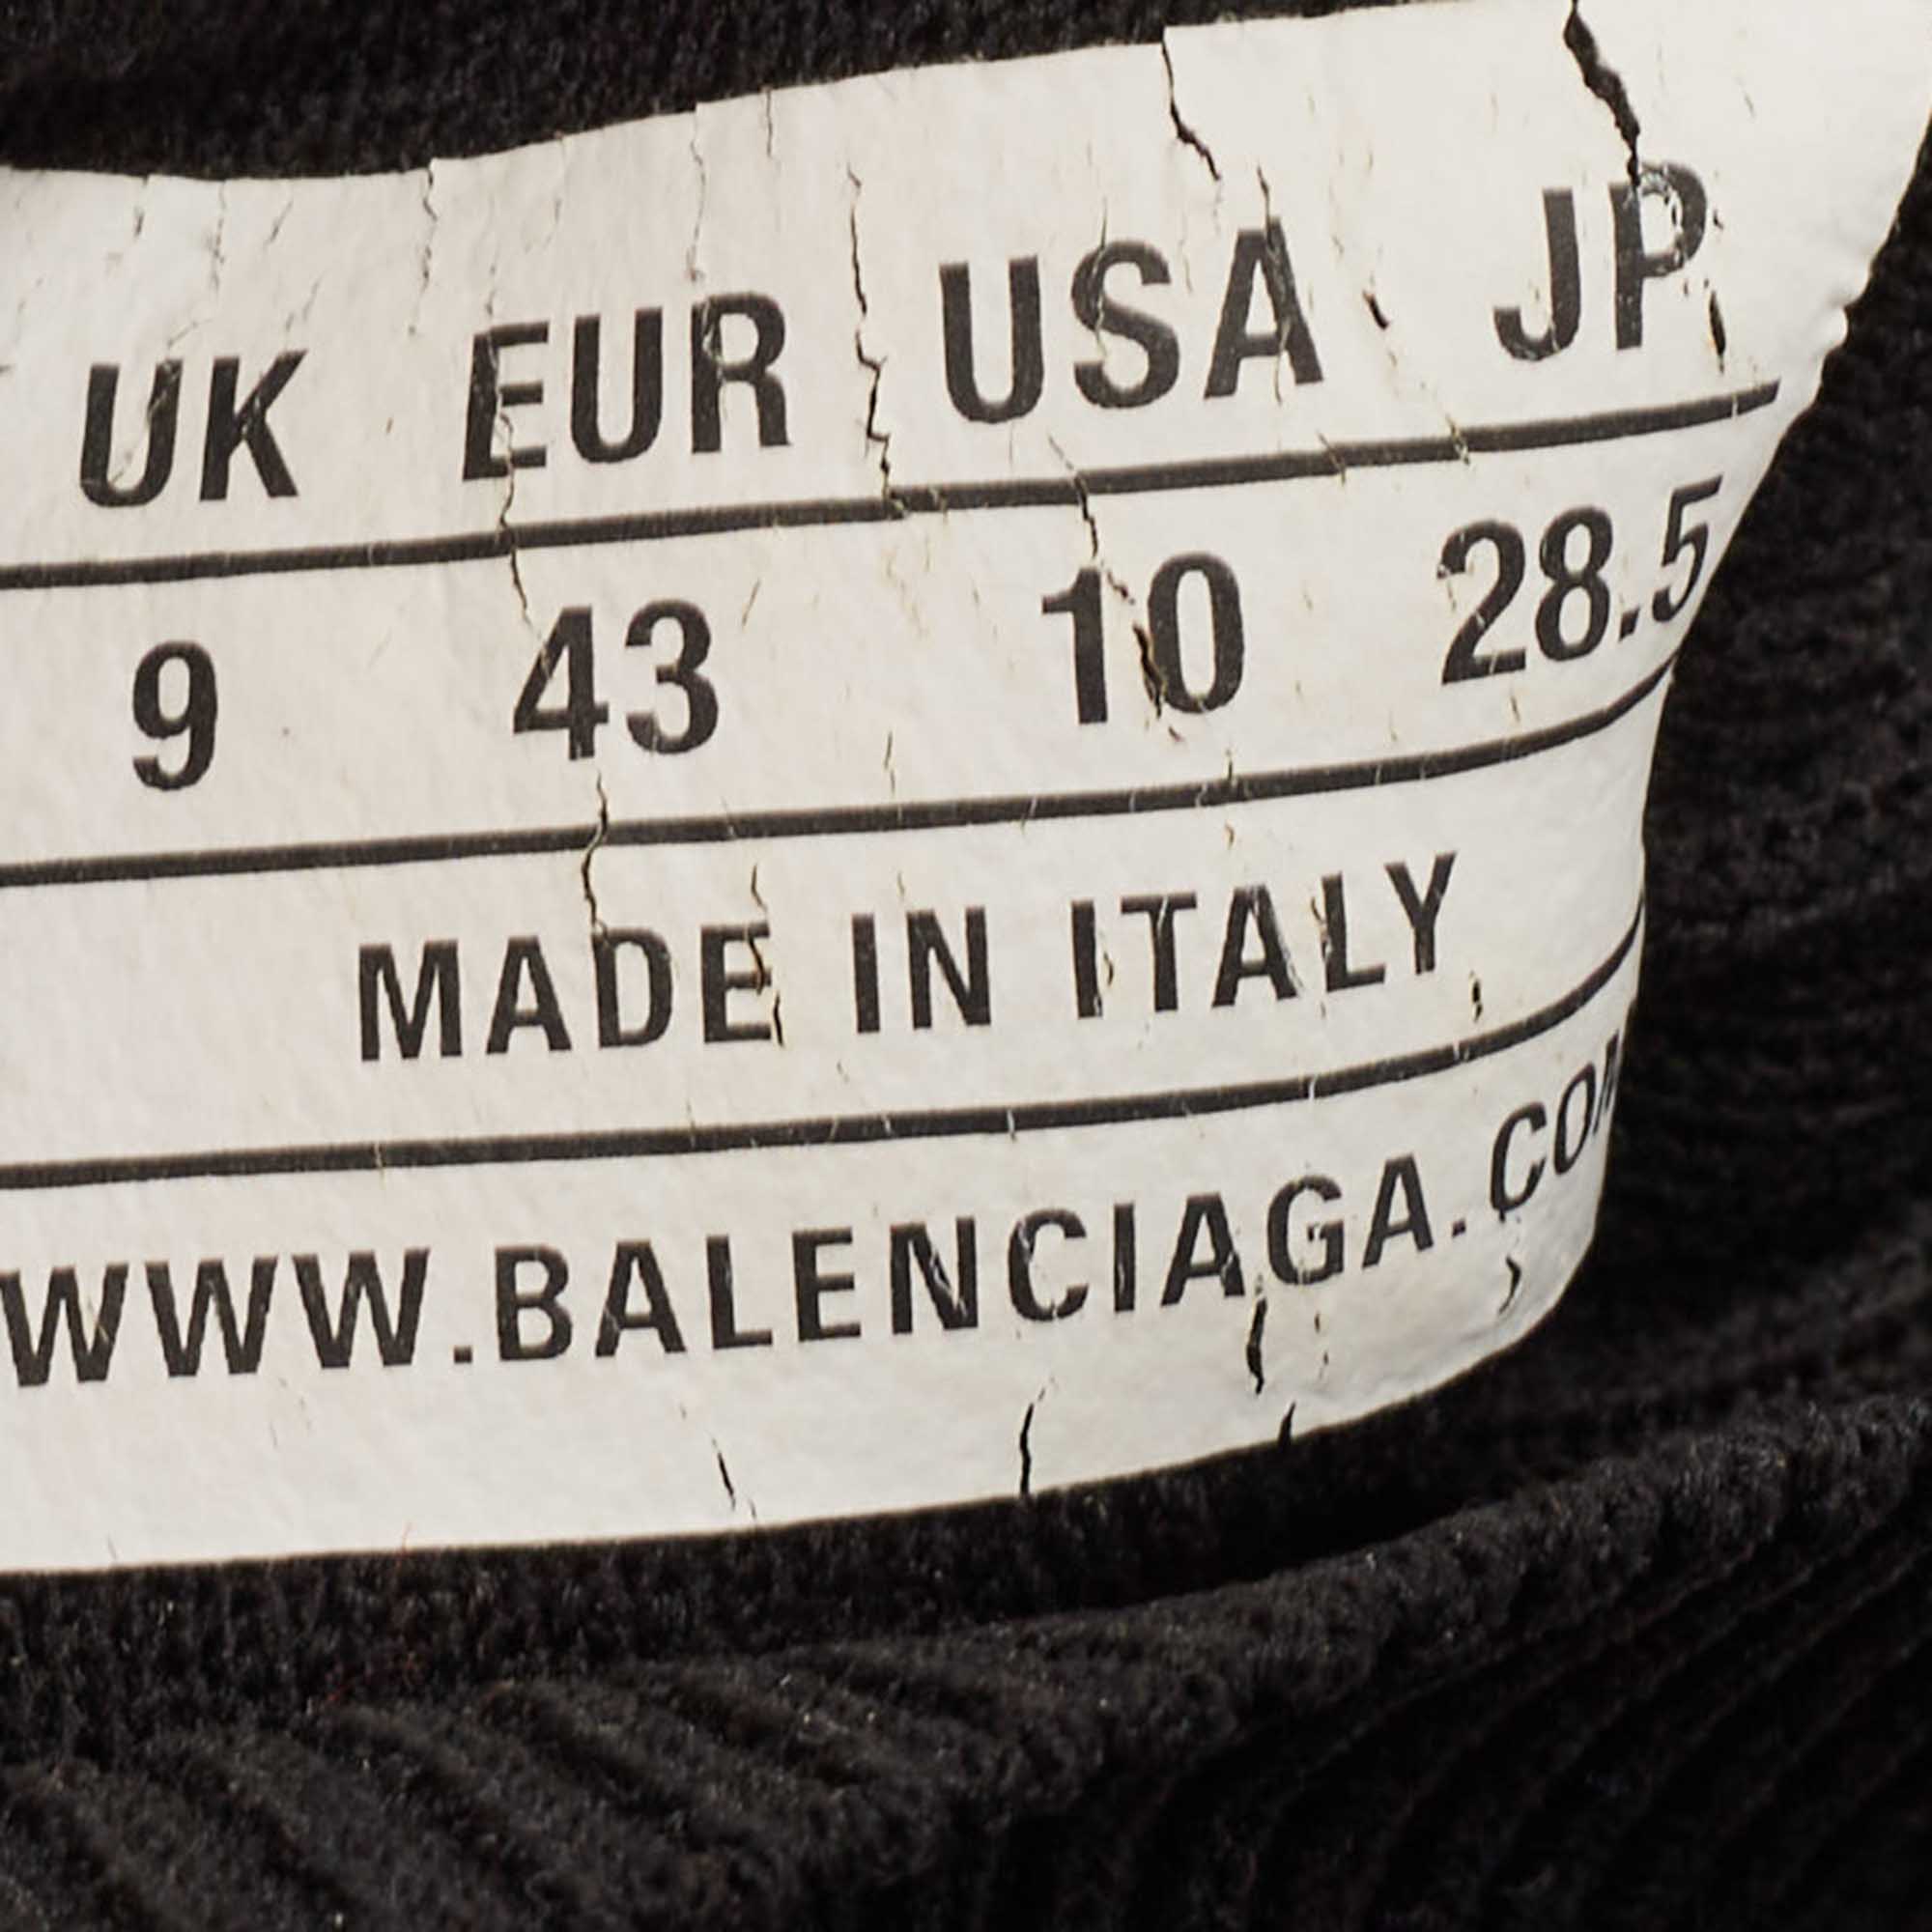 UK EUR USA JP
9 43 10 28.5
MADE IN ITALY
WWW.BALENCIAGA.COM